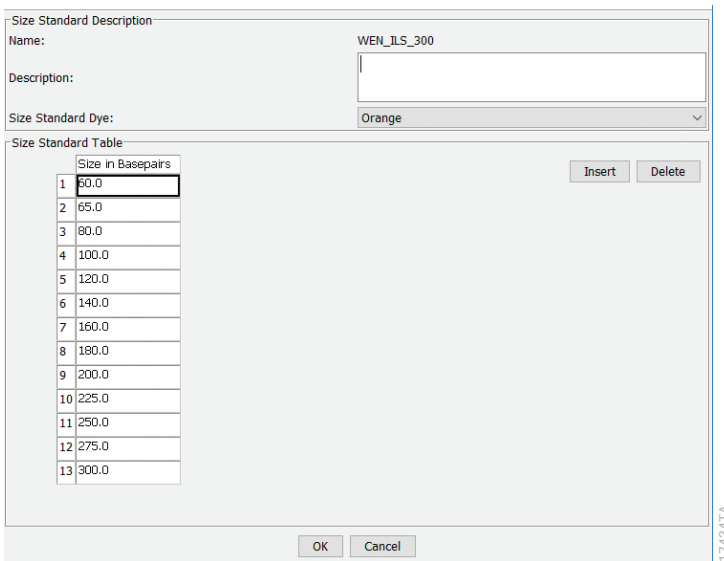 Size Standard Description
Name: WEN_ILS_300
Description:
Size Standard Dye: Orange
Size Standard Table
Size in Basepairs
Insert Delete
1 60.0
2 65.0
3 80.0
4 100.0
5 120.0
6 140.0
7 160.0
8 180.0
9 200.0
10 225.0
11 250.0
12 275.0
13 300.0
OK Cancel
17434TA